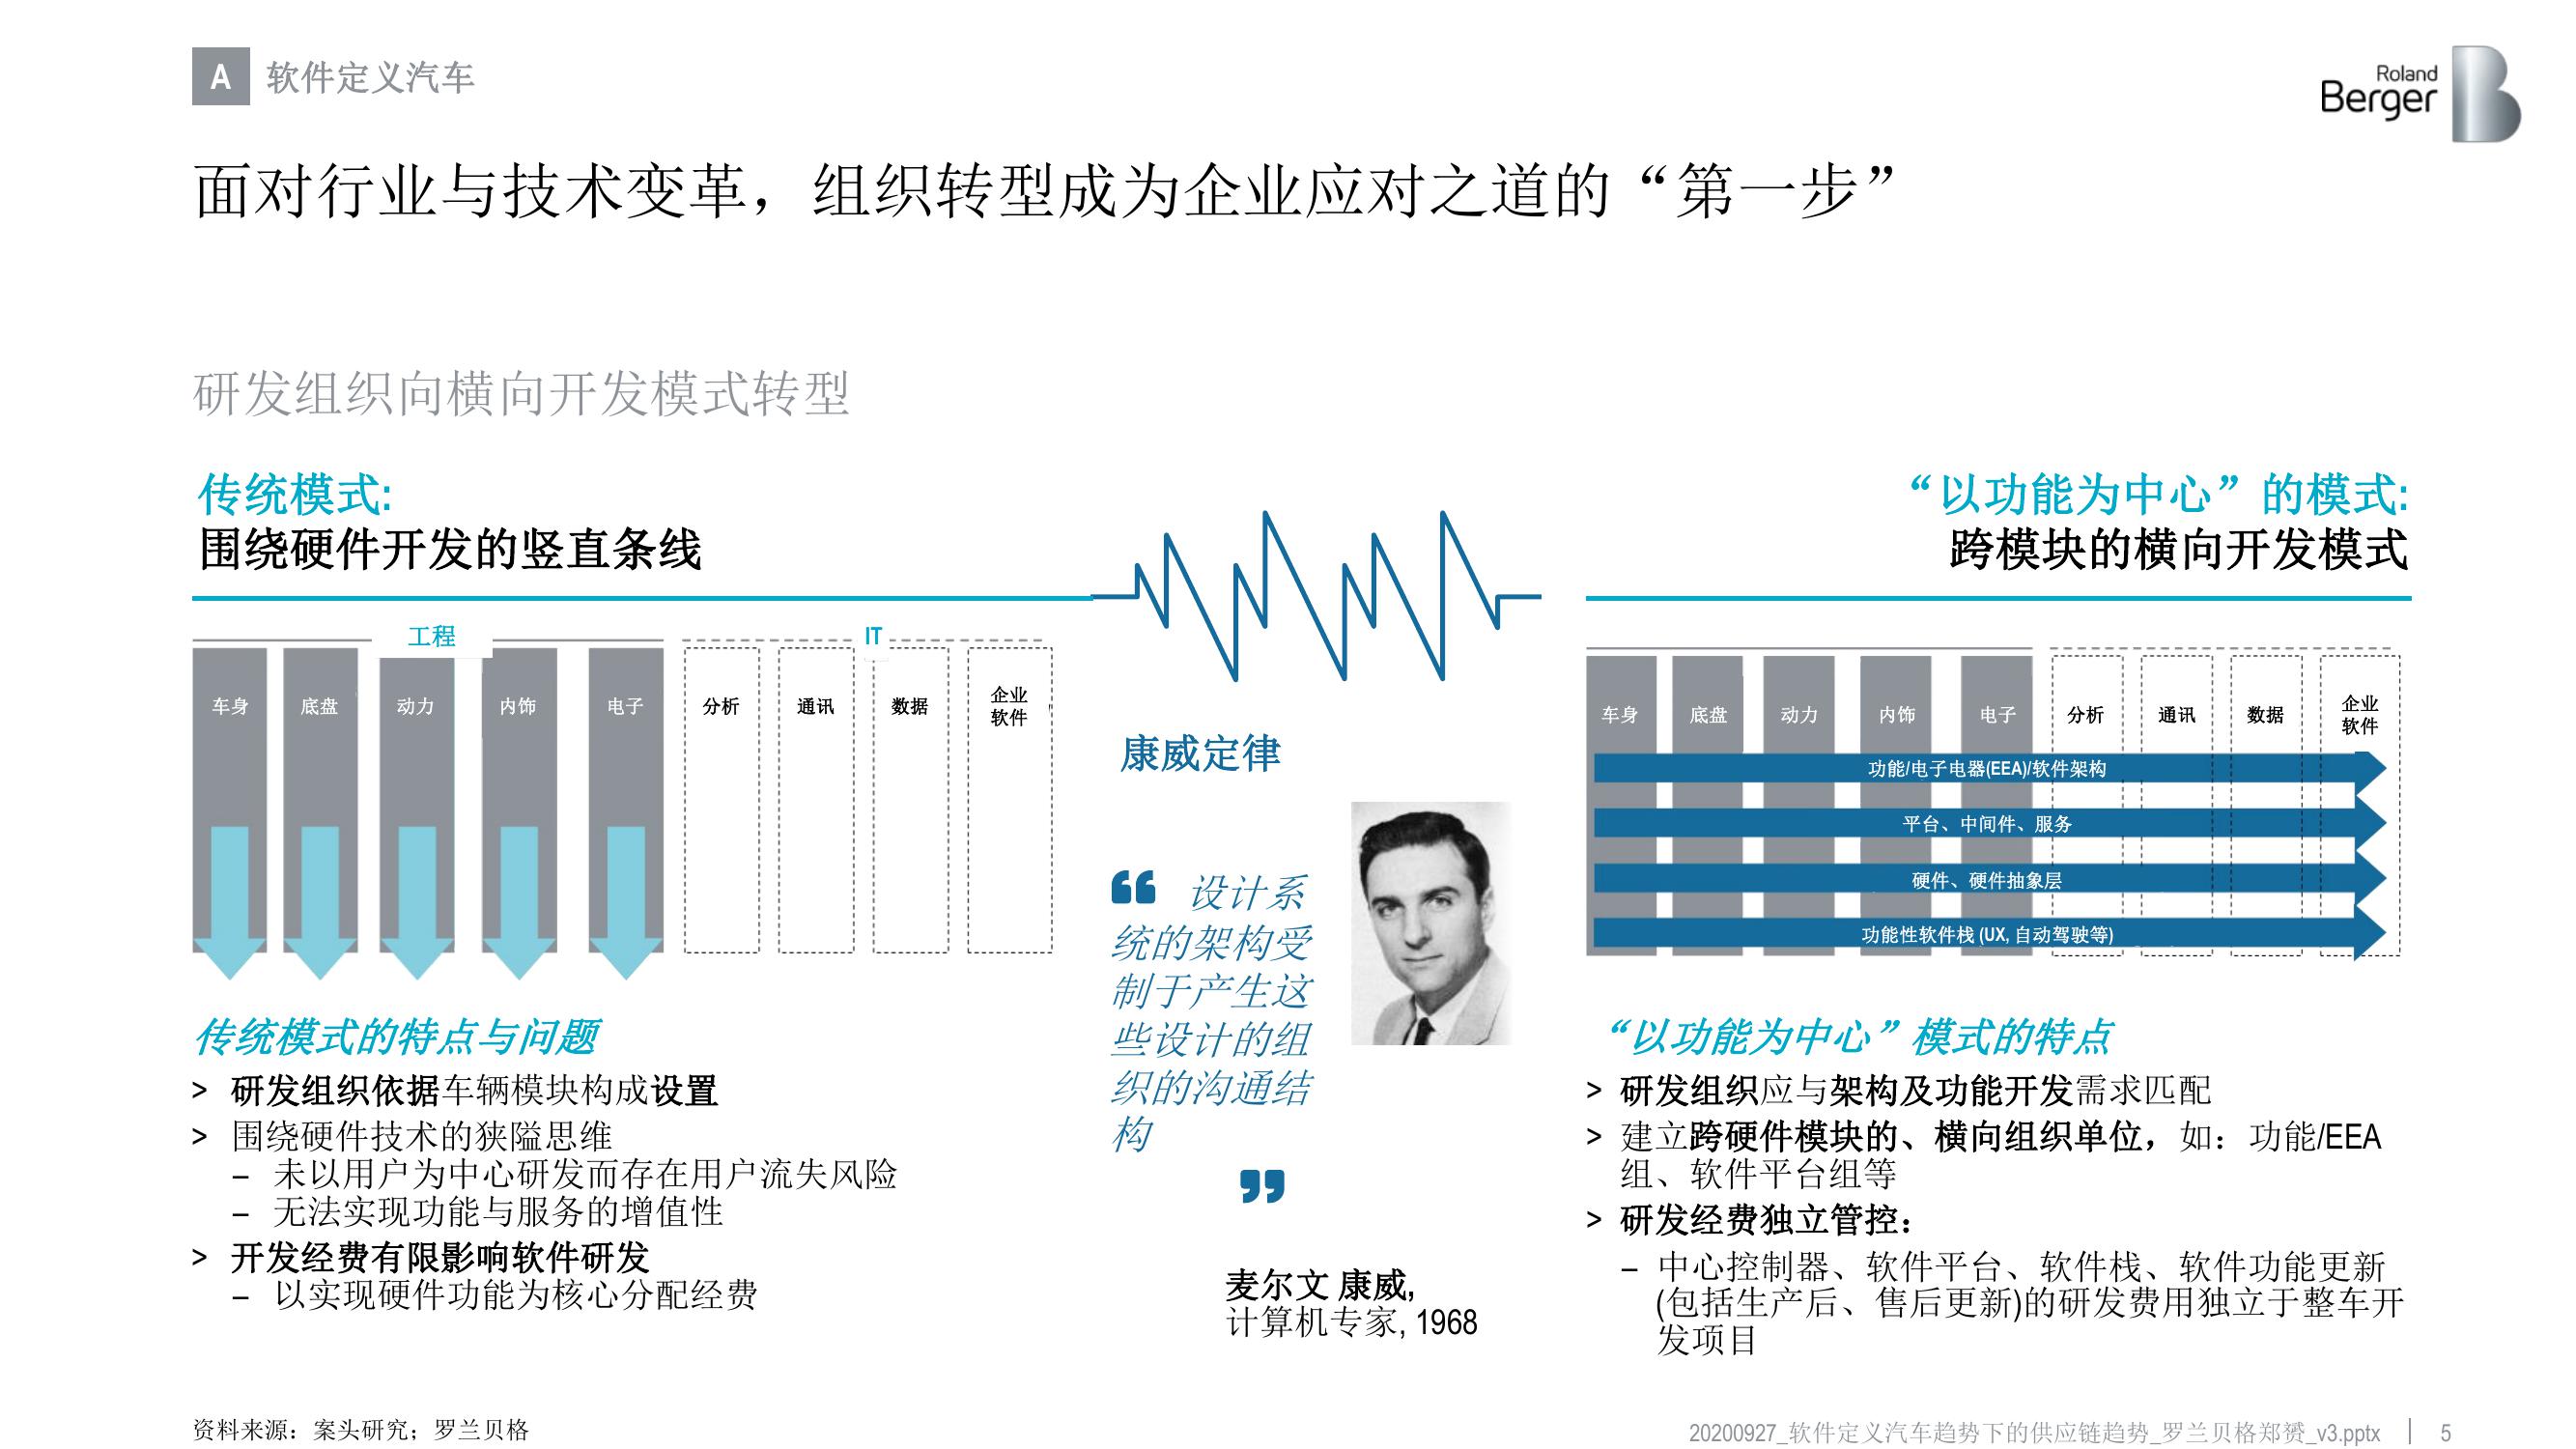 A 软件定义汽车
Roland
Berger
面对行业与技术变革，组织转型成为企业应对之道的“第一步”
研发组织向横向开发模式转型
传统模式:
围绕硬件开发的竖直条线
工程
IT
车身 底盘 动力 内饰 电子 分析 通讯 数据 企业
软件
传统模式的特点与问题
> 研发组织依据车辆模块构成设置
> 围绕硬件技术的狭隘思维
– 未以用户为中心研发而存在用户流失风险
– 无法实现功能与服务的增值性
> 开发经费有限影响软件研发
– 以实现硬件功能为核心分配经费
康威定律
“ 设计系
统的架构受
制于产生这
些设计的组
织的沟通结
构
”
麦尔文 康威,
计算机专家, 1968
“以功能为中心”的模式:
跨模块的横向开发模式
车身 底盘 动力 内饰 电子 分析 通讯 数据 企业
软件
功能/电子电器(EEA)/软件架构
平台、中间件、服务
硬件、硬件抽象层
功能性软件栈 (UX, 自动驾驶等)
“以功能为中心”模式的特点
> 研发组织应与架构及功能开发需求匹配
> 建立跨硬件模块的、横向组织单位，如：功能/EEA
组、软件平台组等
> 研发经费独立管控：
– 中心控制器、软件平台、软件栈、软件功能更新
(包括生产后、售后更新)的研发费用独立于整车开
发项目
资料来源：案头研究；罗兰贝格
20200927_软件定义汽车趋势下的供应链趋势_罗兰贝格郑赟_v3.pptx | 5